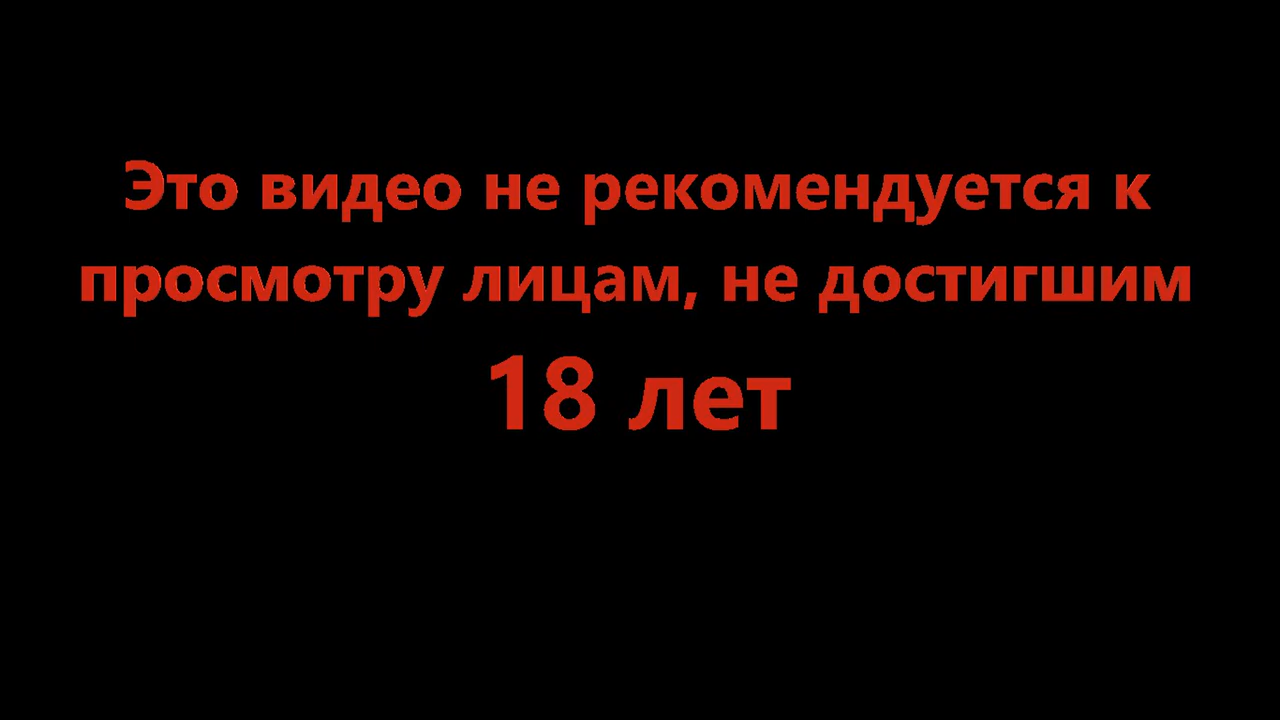 Это видео не рекомендуется к
просмотру лицам, не достигшим
18 лет